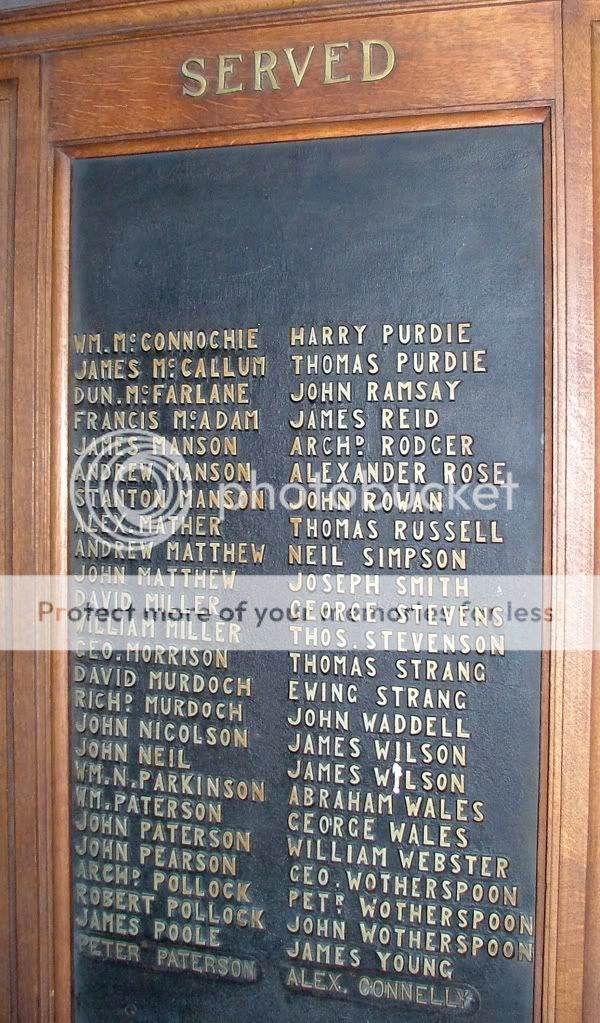 SERVED
WM. McCONNOCHIE
JAMES McCALLUM
DUN. McFARLANE
FRANCIS McADAM
JAMES MANSON
ANDREW MANSON
STANTON MANSON
ALEX. MATHER
ANDREW MATTHEW
JOHN MATTHEW
DAVID MILLER
WILLIAM MILLER
GEO. MORRISON
DAVID MURDOCH
RICHD. MURDOCH
JOHN NICOLSON
JOHN NEIL
WM. N. PARKINSON
WM. PATERSON
JOHN PATERSON
JOHN PEARSON
ARCHD. POLLOCK
ROBERT POLLOCK
JAMES POOLE
PETER PATERSON
HARRY PURDIE
THOMAS PURDIE
JOHN RAMSAY
JAMES REID
ARCHD. RODGER
ALEXANDER ROSE
JOHN ROWAN
THOMAS RUSSELL
NEIL SIMPSON
JOSEPH SMITH
GEORGE STEVENS
THOS. STEVENSON
THOMAS STRANG
EWING STRANG
JOHN WADDELL
JAMES WILSON
JAMES WILSON
ABRAHAM WALES
GEORGE WALES
WILLIAM WEBSTER
GEO. WOTHERSPOON
PETR. WOTHERSPOON
JOHN WOTHERSPOON
JAMES YOUNG
ALEX. CONNELLY
photobucket
Protect more of your memories for less